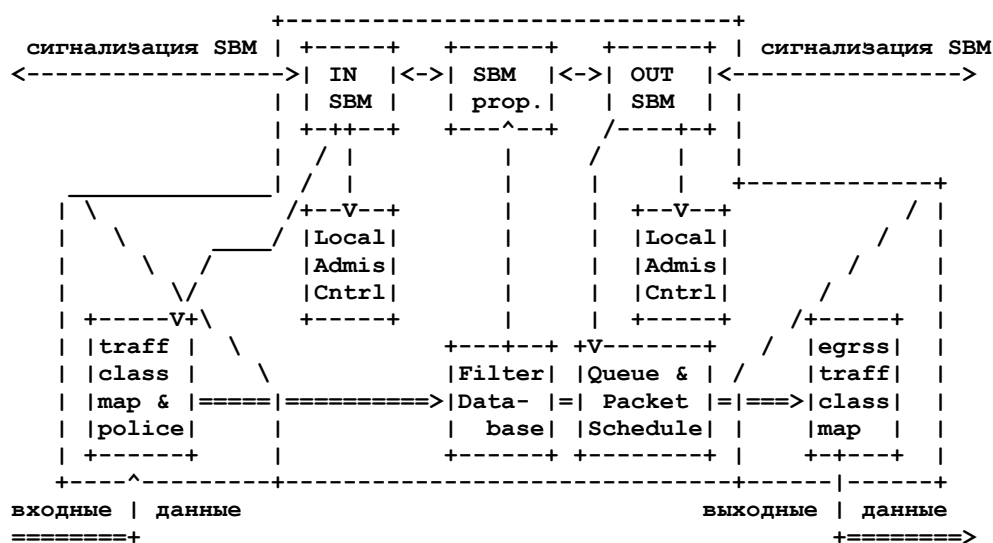 сигнализация SBM сигнализация SBM
IN SBM OUT
SBM prop. SBM
Local Local
Admis Admis
Cntrl Cntrl
traff egrss
class Filter Queue & traff
map & Data- Packet class
police base Schedule map
входные данные выходные данные